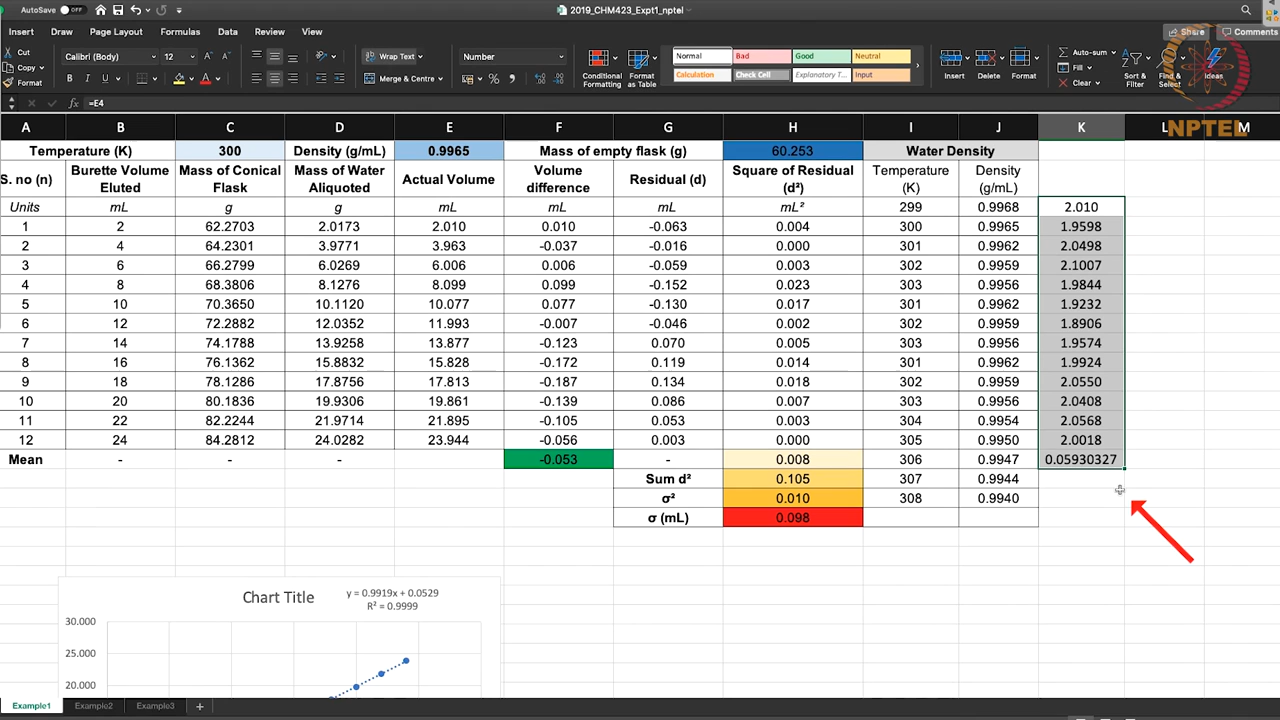 AutoSave OFF 2019_CHM423_Expt1_nptel
Insert Draw Page Layout Formulas Data Review View Share Comments
Cut Calibri (Body) 12 Wrap Text Number Normal Bad Good Neutral Auto-sum
Copy Fill
Format B I U Merge & Centre Conditional Formatting Format as Table Calculation Check Cell Explanatory T... Input Insert Delete Format Clear Sort & Filter Find & Select Ideas
fx =E4
NPTEL
A B C D E F G H I J K L M
Temperature (K) 300 Density (g/mL) 0.9965 Mass of empty flask (g) 60.253 Water Density
S. no (n) Burette Volume Eluted Mass of Conical Flask Mass of Water Aliquoted Actual Volume Volume difference Residual (d) Square of Residual (d²) Temperature (K) Density (g/mL)
Units mL g g mL mL mL mL² 299 0.9968 2.010
1 2 62.2703 2.0173 2.010 0.010 -0.063 0.004 300 0.9965 1.9598
2 4 64.2301 3.9771 3.963 -0.037 -0.016 0.000 301 0.9962 2.0498
3 6 66.2799 6.0269 6.006 0.006 -0.059 0.003 302 0.9959 2.1007
4 8 68.3806 8.1276 8.099 0.099 -0.152 0.023 303 0.9956 1.9844
5 10 70.3650 10.1120 10.077 0.077 -0.130 0.017 301 0.9962 1.9232
6 12 72.2882 12.0352 11.993 -0.007 -0.046 0.002 302 0.9959 1.8906
7 14 74.1788 13.9258 13.877 -0.123 0.070 0.005 303 0.9956 1.9574
8 16 76.1362 15.8832 15.828 -0.172 0.119 0.014 301 0.9962 1.9924
9 18 78.1286 17.8756 17.813 -0.187 0.134 0.018 302 0.9959 2.0550
10 20 80.1836 19.9306 19.861 -0.139 0.086 0.007 303 0.9956 2.0408
11 22 82.2244 21.9714 21.895 -0.105 0.053 0.003 304 0.9954 2.0568
12 24 84.2812 24.0282 23.944 -0.056 0.003 0.000 305 0.9950 2.0018
Mean - - - -0.053 - 0.008 306 0.9947 0.05930327
Sum d² 0.105 307 0.9944
σ² 0.010 308 0.9940
σ (mL) 0.098
Chart Title
y = 0.9919x + 0.0529
R² = 0.9999
30.000
25.000
20.000
Example1 Example2 Example3 +